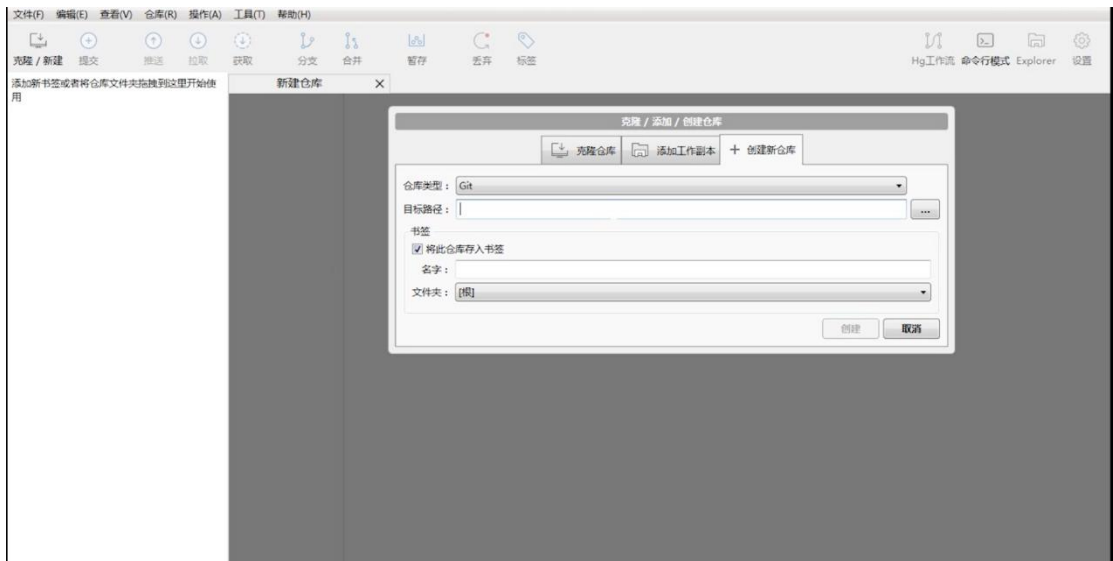 文件(F) 编辑(E) 查看(V) 仓库(R) 操作(A) 工具(T) 帮助(H)
克隆 / 新建 提交 推送 拉取 获取 分支 合并 暂存 丢弃 标签 Hg工作流 命令行模式 Explorer 设置
添加新书签或者将仓库文件夹拖拽到这里开始使
用
新建仓库
克隆 / 添加 / 创建仓库
克隆仓库 添加工作副本 创建新仓库
仓库类型： Git
目标路径： ...
书签
将此仓库存入书签
名字：
文件夹： [根]
创建 取消